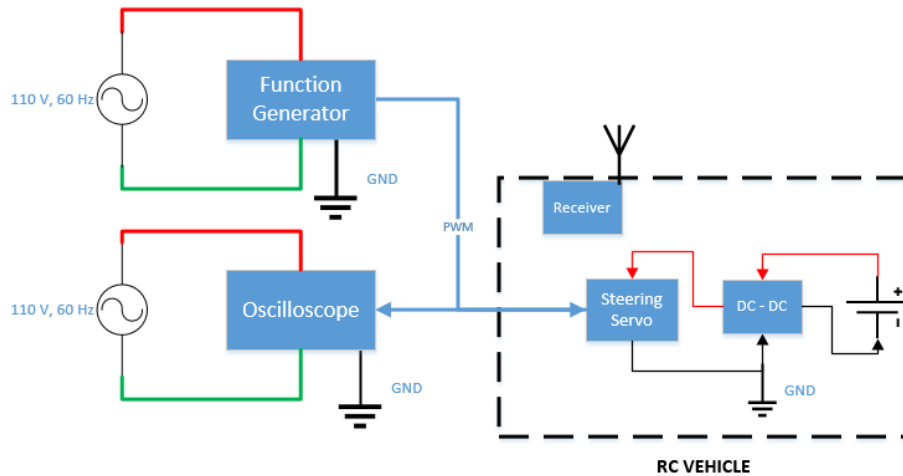 110 V, 60 Hz
Function
Generator
GND
PWM
Receiver
110 V, 60 Hz
Oscilloscope
GND
Steering
Servo
DC - DC
+
-
GND
RC VEHICLE